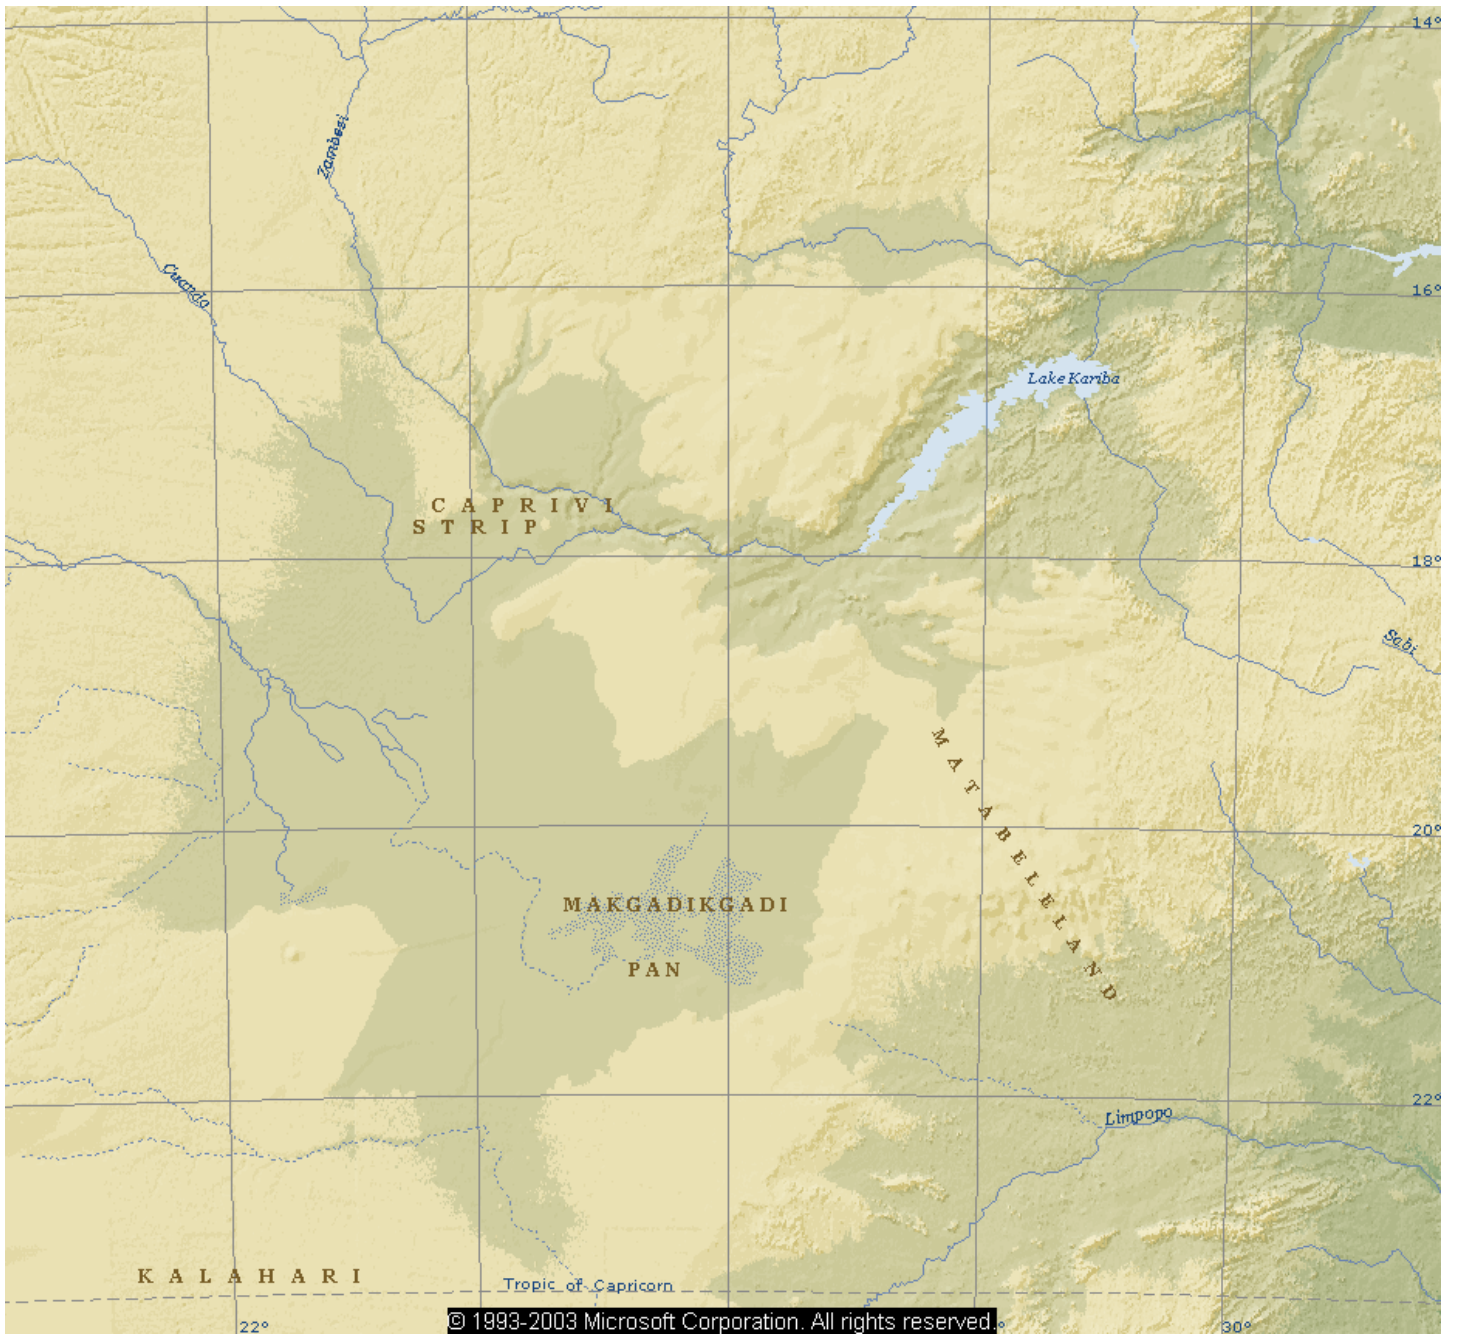 14°
Zambesi
Cuando
16°
Lake Kariba
CAPRIVI
STRIP
18°
Sabi
MATABELELAND
20°
MAKGADIKGADI
PAN
22°
Limpopo
KALAHARI
Tropic of Capricorn
22°
© 1993-2003 Microsoft Corporation. All rights reserved.
30°